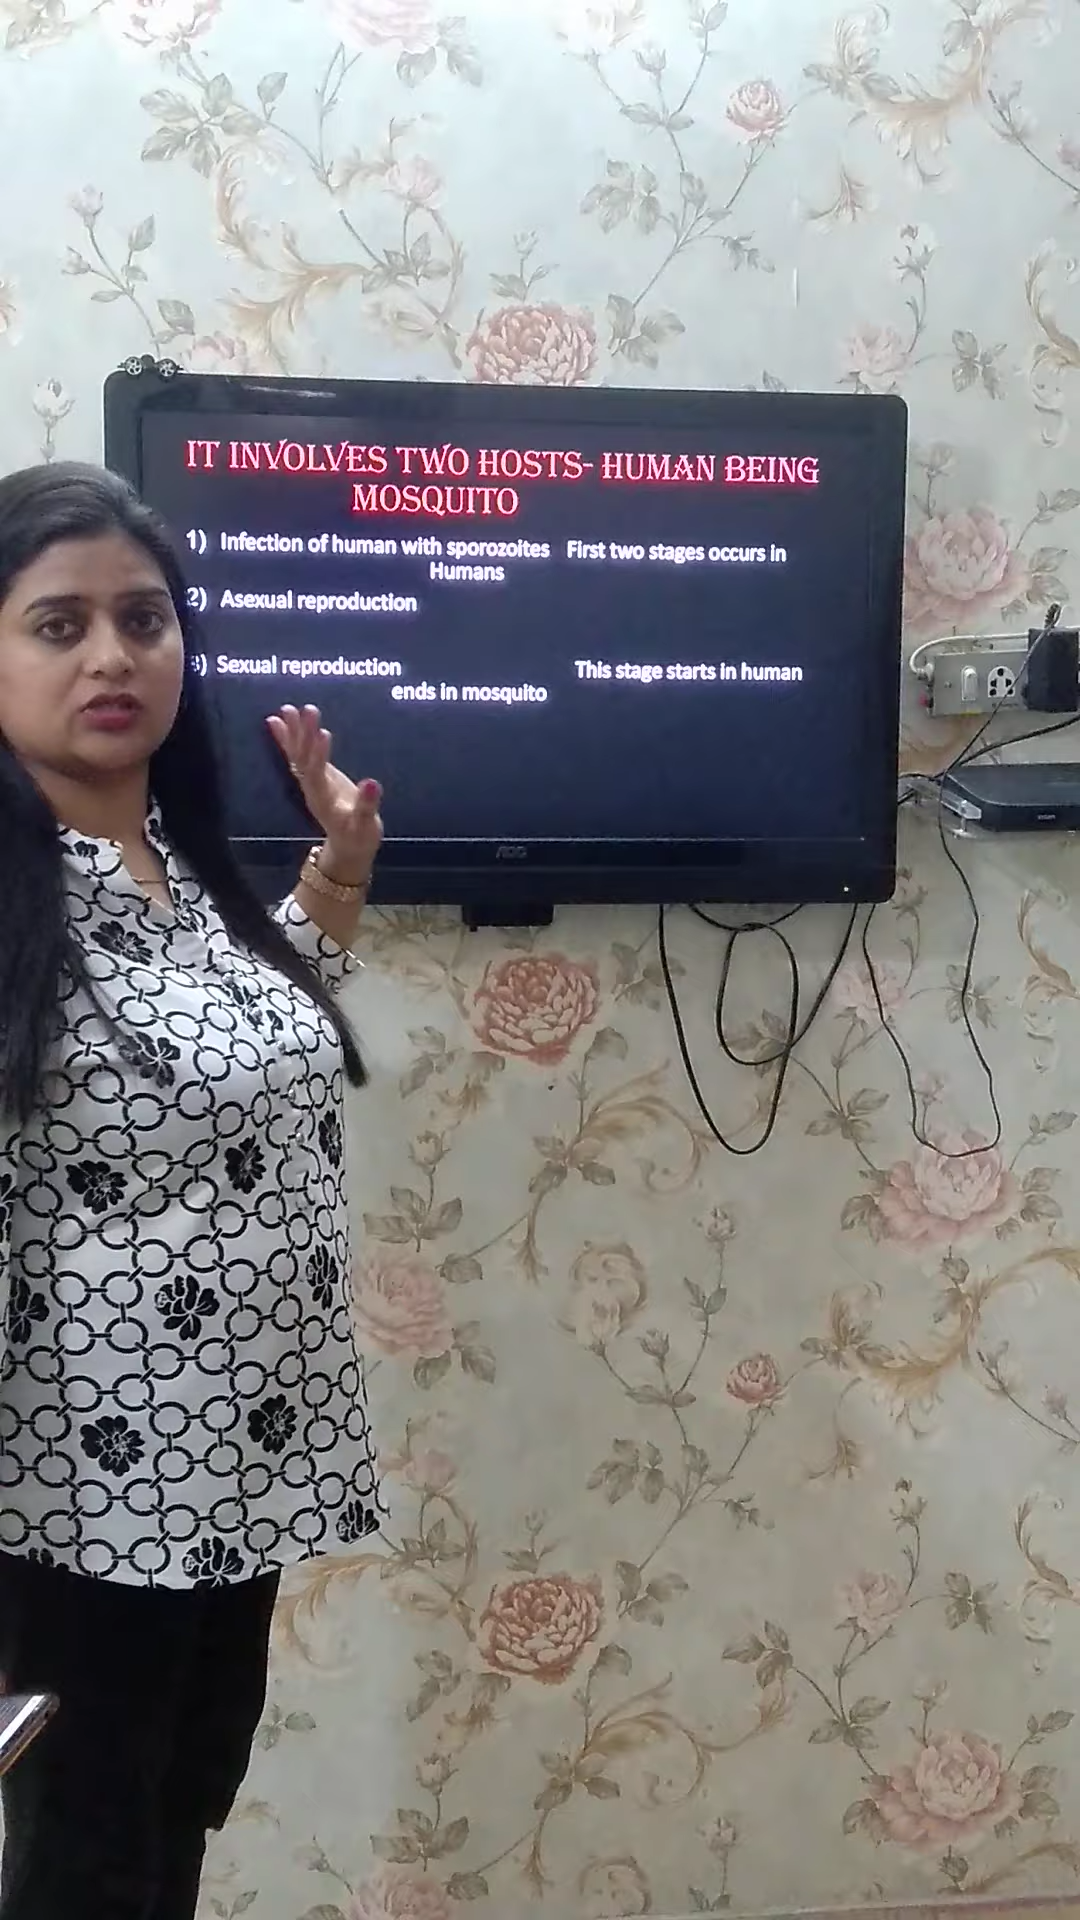 IT INVOLVES TWO HOSTS- HUMAN BEING
MOSQUITO
1) Infection of human with sporozoites First two stages occurs in
Humans
2) Asexual reproduction
3) Sexual reproduction This stage starts in human
ends in mosquito
AOC